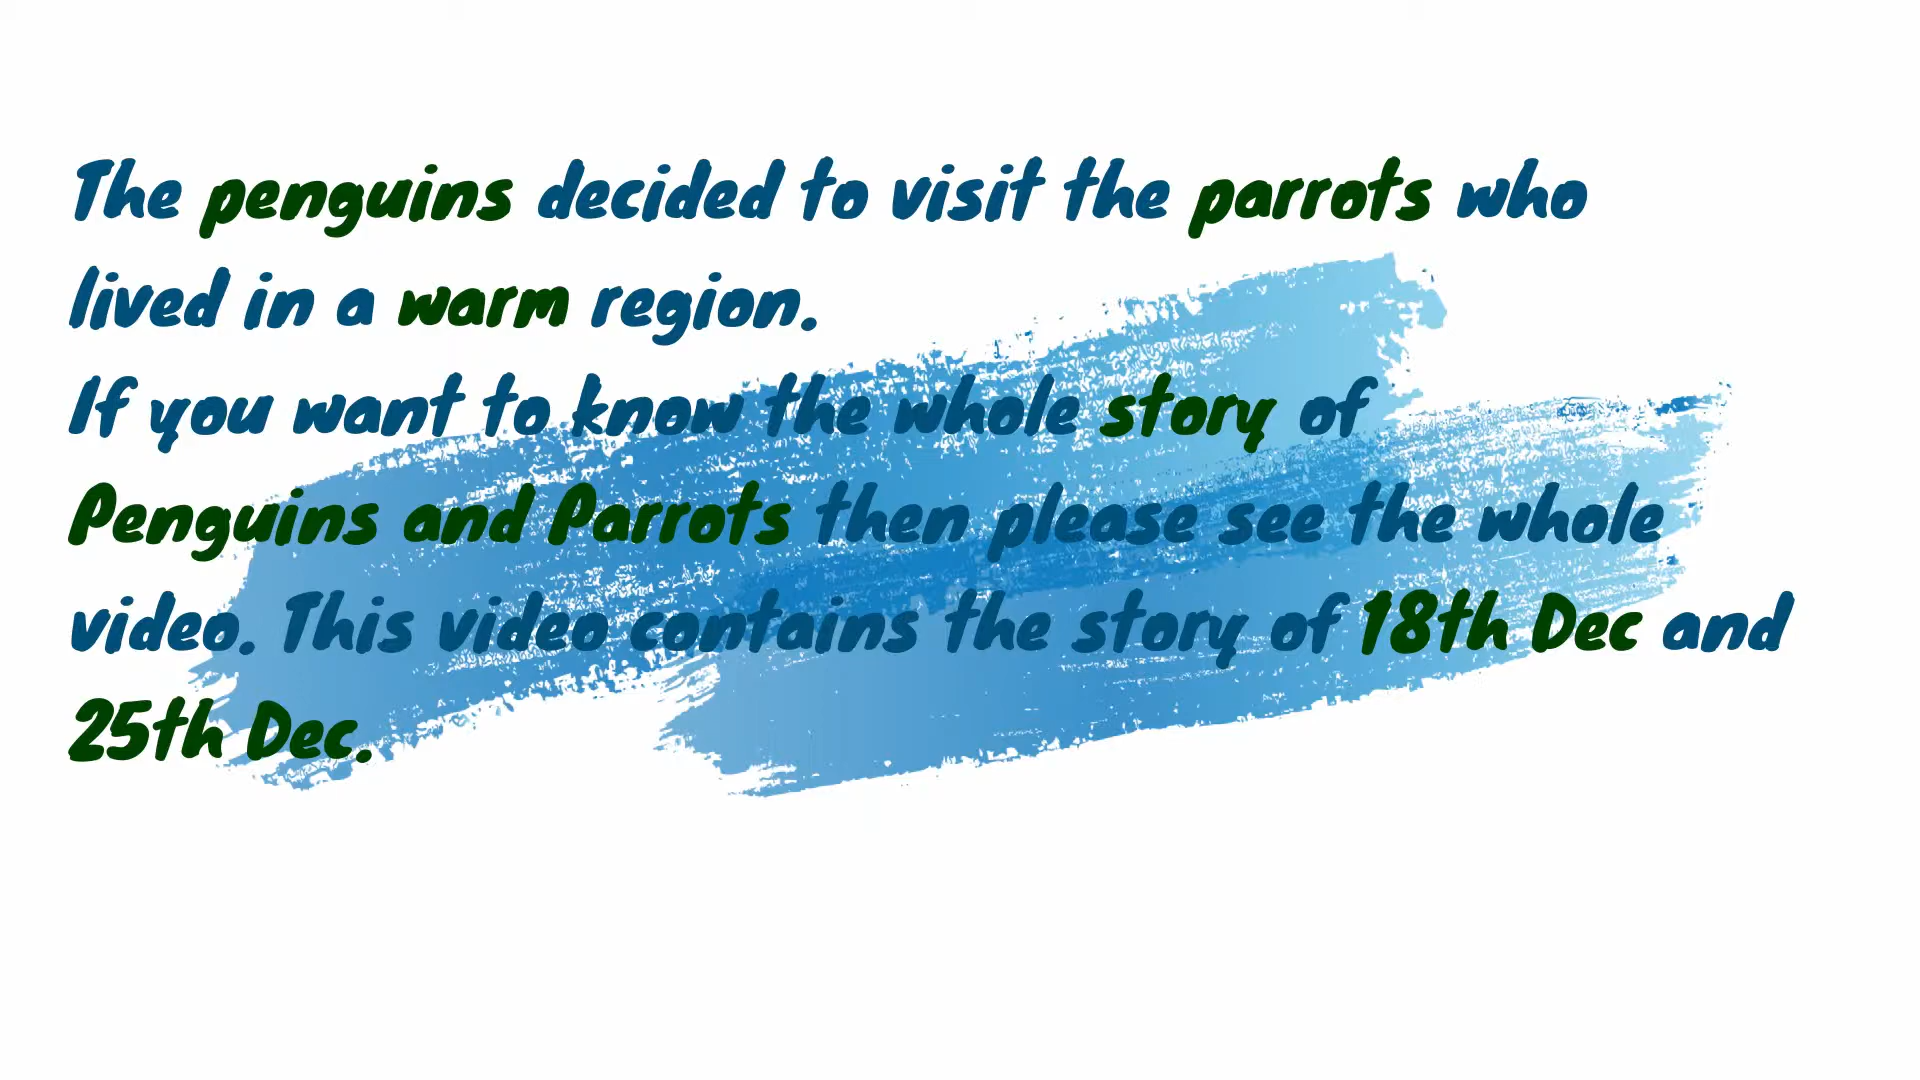 The penguins decided to visit the parrots who
lived in a warm region.
If you want to know the whole story of
Penguins and Parrots then please see the whole
video. This video contains the story of 18th Dec and
25th Dec.